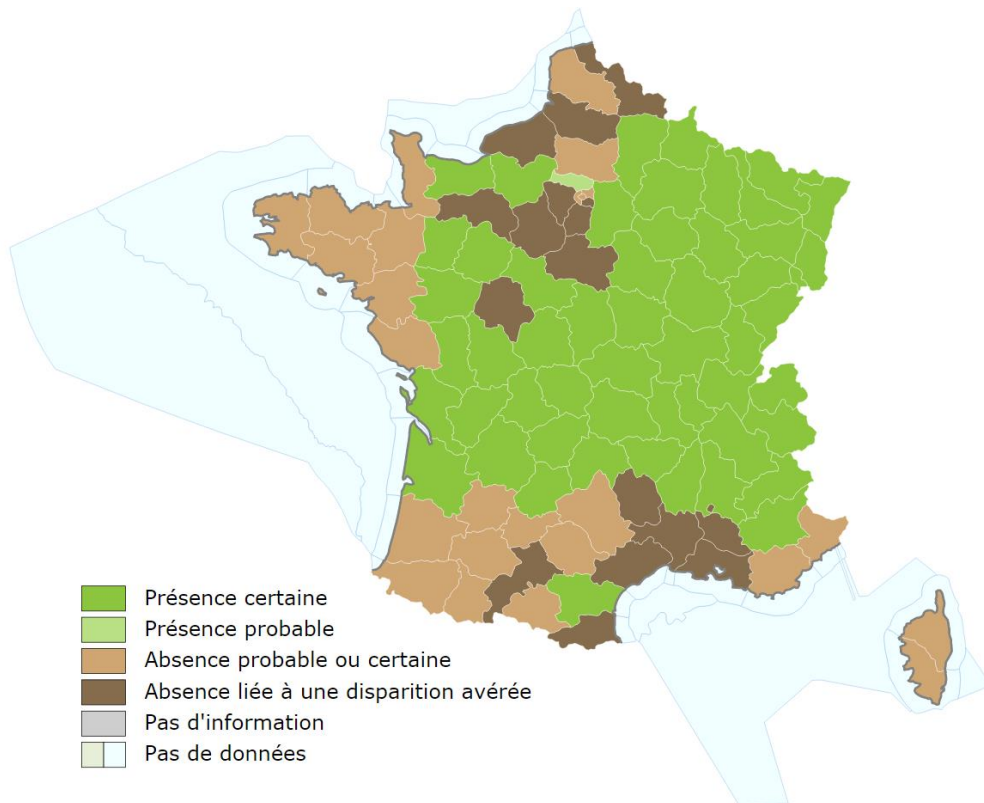 Présence certaine
Présence probable
Absence probable ou certaine
Absence liée à une disparition avérée
Pas d'information
Pas de données